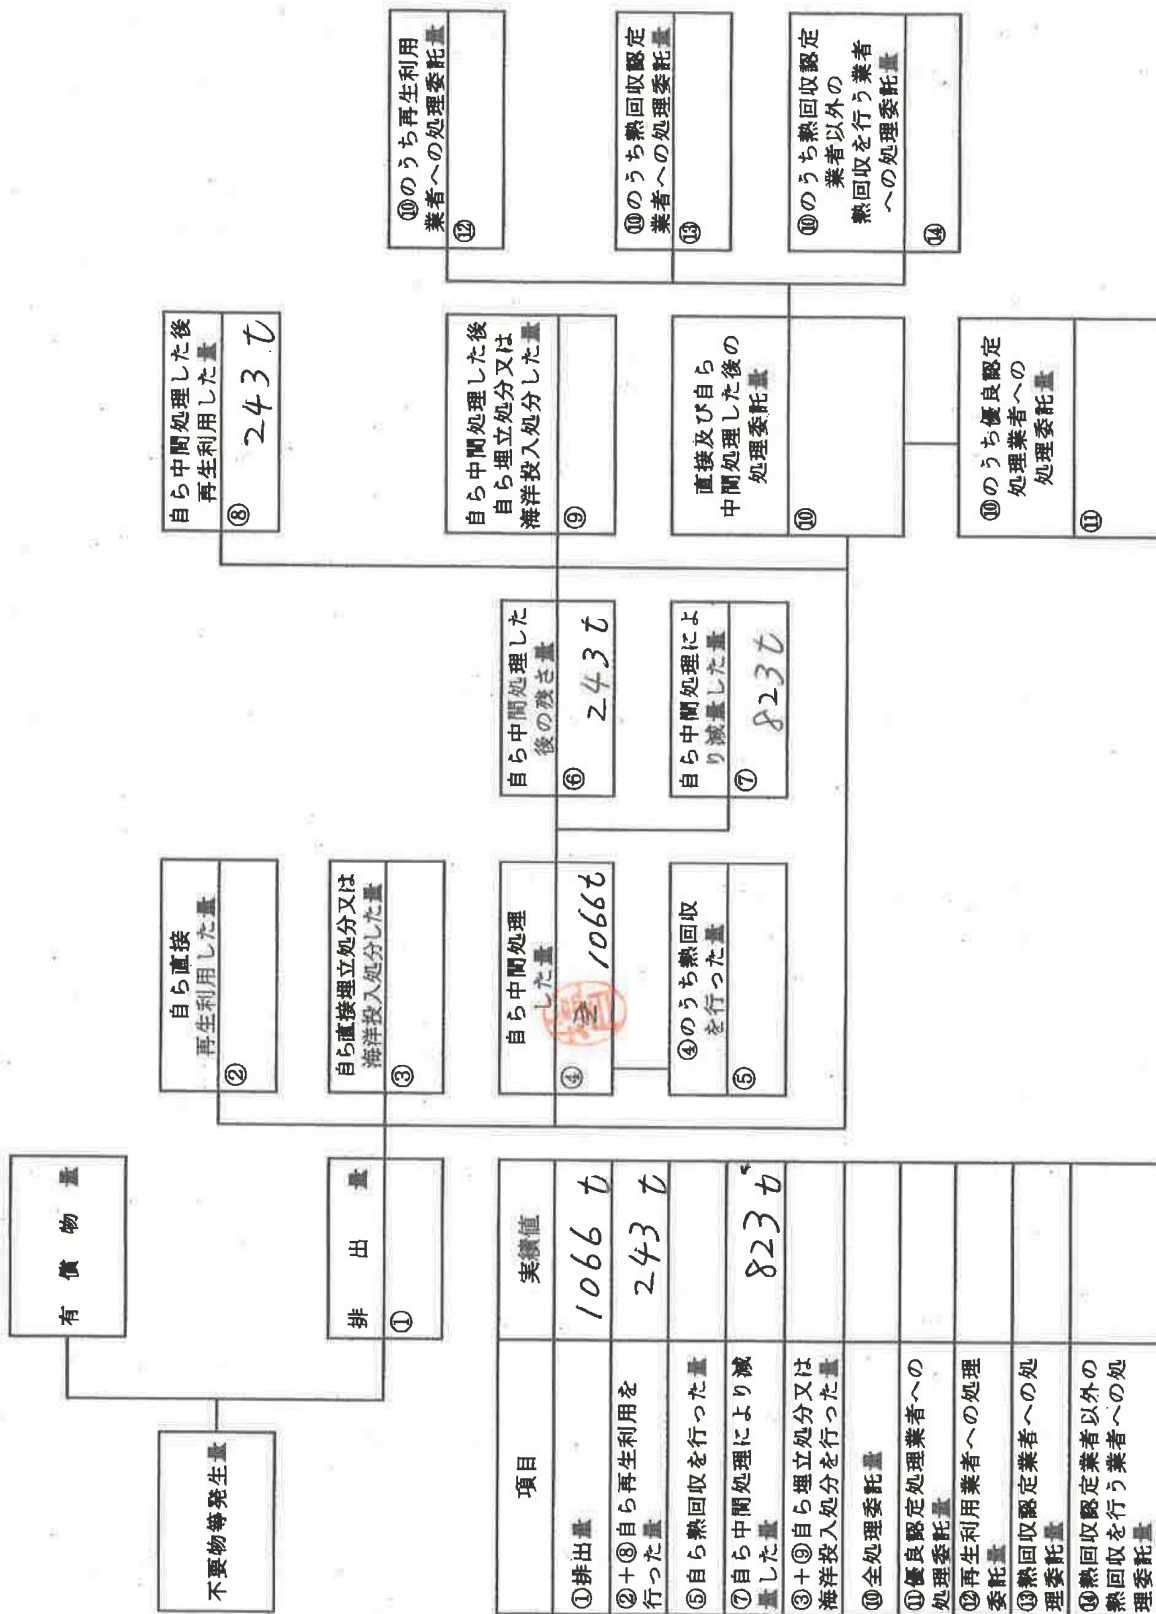 不要物等発生量
有償物量
排出量
①
自ら直接
再生利用した量
②
自ら直接埋立処分又は
海洋投入処分した量
③
自ら中間処理
した量
④ 1066t
④のうち熱回収
を行った量
⑤
自ら中間処理した
後の残さ量
⑥ 243t
自ら中間処理によ
り減量した量
⑦ 823t
自ら中間処理した後
再生利用した量
⑧ 243t
自ら中間処理した後
自ら埋立処分又は
海洋投入処分した量
⑨
直接及び自ら
中間処理した後の
処理委託量
⑩
⑩のうち優良認定
処理業者への
処理委託量
⑪
⑩のうち再生利用
業者への処理委託量
⑫
⑩のうち熱回収認定
業者への処理委託量
⑬
⑩のうち熱回収認定
業者以外の
熱回収を行う業者
への処理委託量
⑭
項目 実績値
①排出量 1066 t
②+⑧自ら再生利用を
行った量 243 t
⑤自ら熱回収を行った量
⑦自ら中間処理により減
量した量 823 t
③+⑨自ら埋立処分又は
海洋投入処分を行った量
⑩全処理委託量
⑪優良認定処理業者への
処理委託量
⑫再生利用業者への処理
委託量
⑬熱回収認定業者への処
理委託量
⑭熱回収認定業者以外の
熱回収を行う業者への処
理委託量